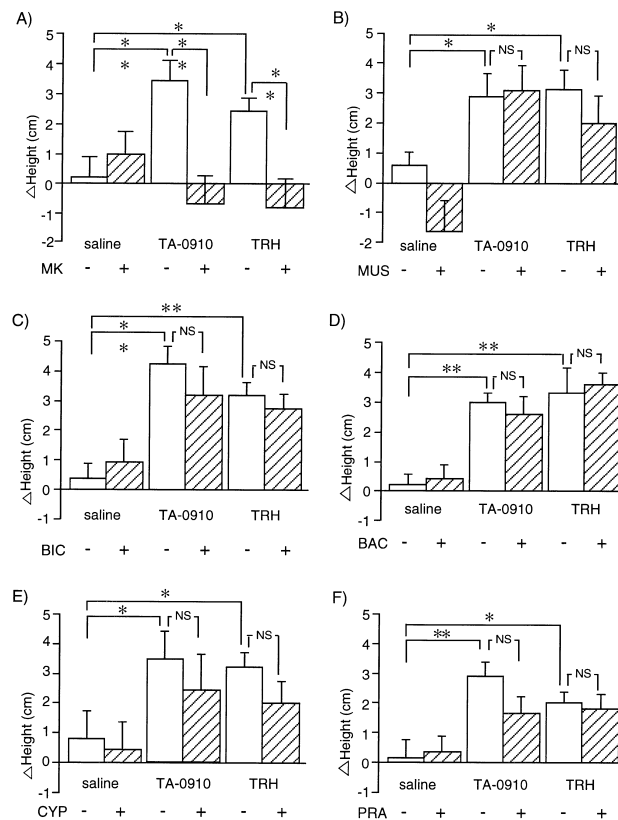 A)
*
* *
* *
*
*
△Height (cm)
5
4
3
2
1
0
-1
-2
saline TA-0910 TRH
MK - + - + - +
B)
*
* NS NS
△Height (cm)
5
4
3
2
1
0
-1
-2
saline TA-0910 TRH
MUS - + - + - +
C)
**
* NS
*
NS
△Height (cm)
5
4
3
2
1
0
-1
saline TA-0910 TRH
BIC - + - + - +
D)
**
** NS NS
△Height (cm)
5
4
3
2
1
0
-1
saline TA-0910 TRH
BAC - + - + - +
E)
*
* NS
NS
△Height (cm)
5
4
3
2
1
0
-1
saline TA-0910 TRH
CYP - + - + - +
F)
*
** NS
NS
△Height (cm)
5
4
3
2
1
0
-1
saline TA-0910 TRH
PRA - + - + - +